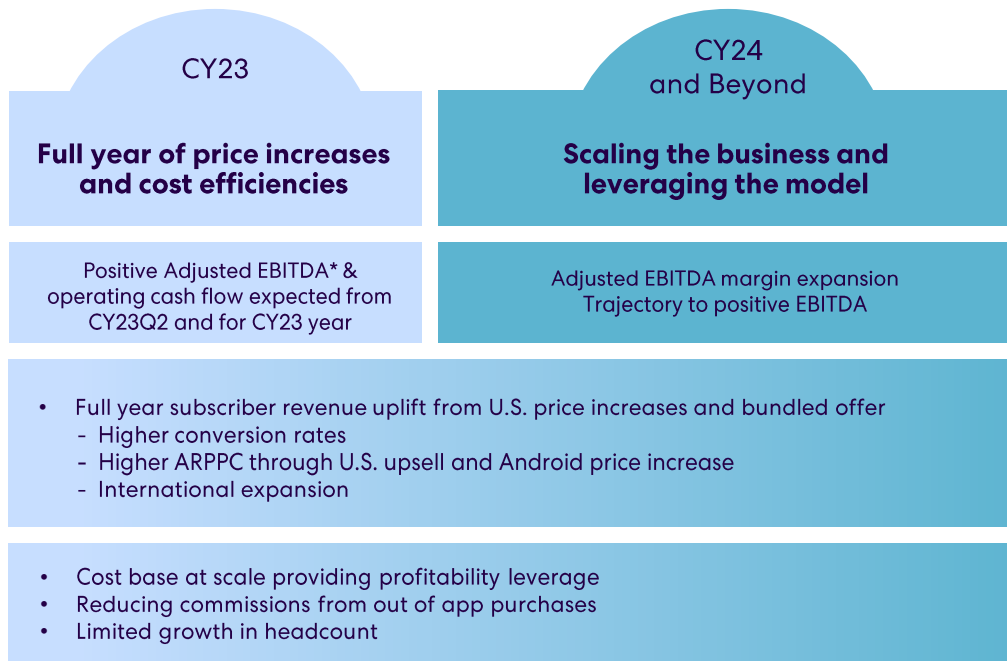 CY23
Full year of price increases
and cost efficiencies
Positive Adjusted EBITDA* &
operating cash flow expected from
CY23Q2 and for CY23 year
CY24
and Beyond
Scaling the business and
leveraging the model
Adjusted EBITDA margin expansion
Trajectory to positive EBITDA
• Full year subscriber revenue uplift from U.S. price increases and bundled offer
- Higher conversion rates
- Higher ARPPC through U.S. upsell and Android price increase
- International expansion
• Cost base at scale providing profitability leverage
• Reducing commissions from out of app purchases
• Limited growth in headcount